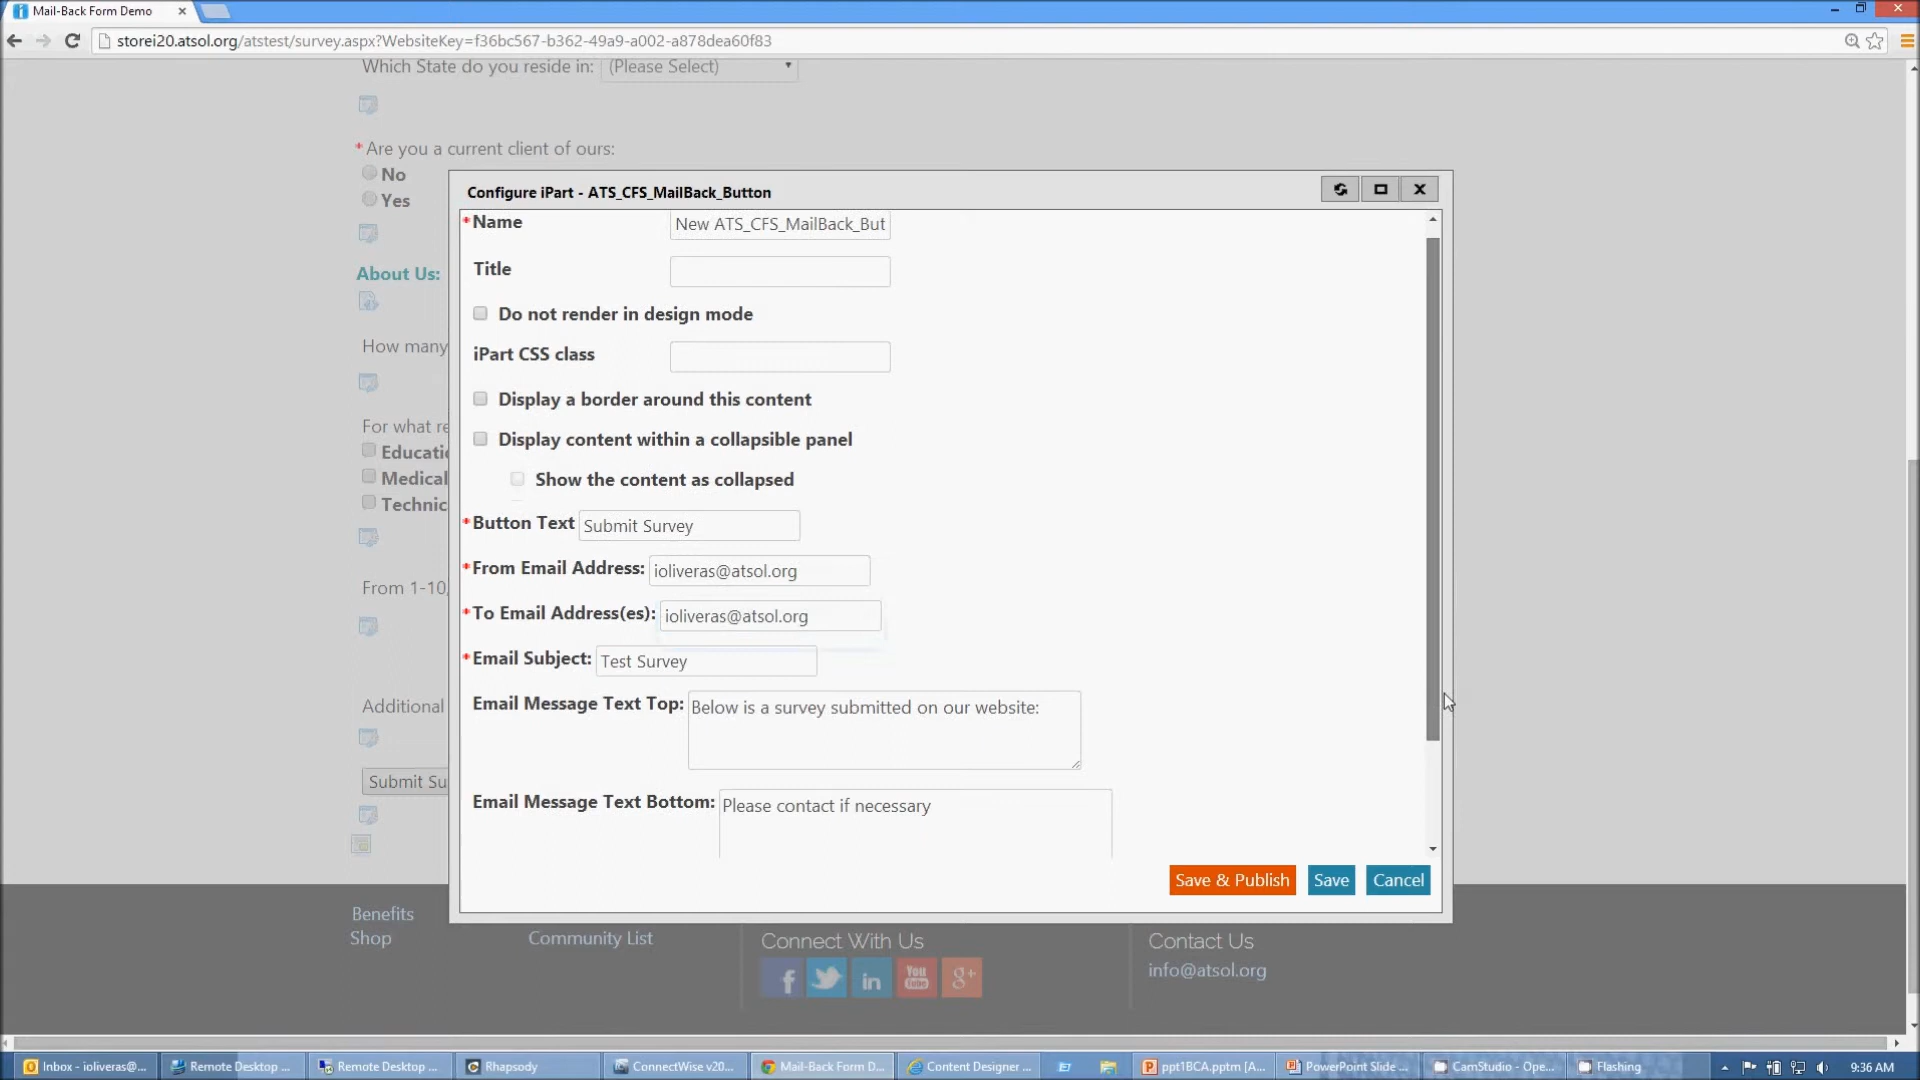 Mail-Back Form Demo
storei20.atsol.org/atstest/survey.aspx?WebsiteKey=f36bc567-b362-49a9-a002-a878dea60f83
Which State do you reside in: (Please Select)
* Are you a current client of ours:
No
Yes
About Us:
How many
For what re
Educatio
Medical
Technic
From 1-10,
Additional
Submit Su
Configure iPart - ATS_CFS_MailBack_Button
* Name New ATS_CFS_MailBack_But
Title
Do not render in design mode
iPart CSS class
Display a border around this content
Display content within a collapsible panel
Show the content as collapsed
* Button Text Submit Survey
* From Email Address: ioliveras@atsol.org
* To Email Address(es): ioliveras@atsol.org
* Email Subject: Test Survey
Email Message Text Top: Below is a survey submitted on our website:
Email Message Text Bottom: Please contact if necessary
Save & Publish Save Cancel
Benefits
Shop
Community List
Connect With Us
Contact Us
info@atsol.org
Inbox - ioliveras@... Remote Desktop ... Remote Desktop ... Rhapsody ConnectWise v20... Mail-Back Form D... Content Designer ... ppt1BCA.pptm [A... PowerPoint Slide ... CamStudio - Ope... Flashing 9:36 AM